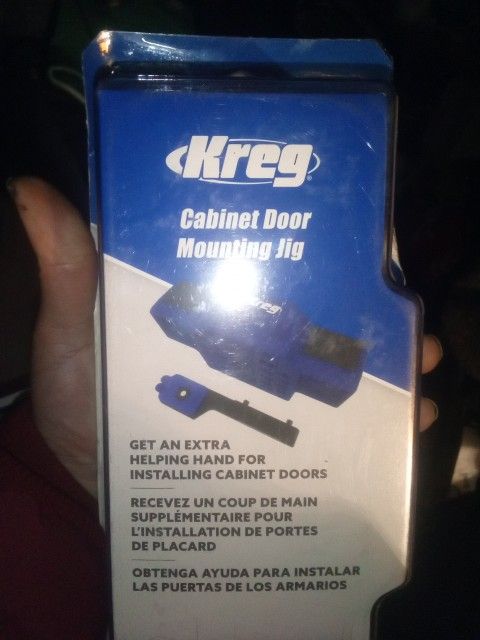 Kreg®
Cabinet Door
Mounting Jig
Kreg
GET AN EXTRA
HELPING HAND FOR
INSTALLING CABINET DOORS
RECEVEZ UN COUP DE MAIN
SUPPLÉMENTAIRE POUR
L'INSTALLATION DE PORTES
DE PLACARD
OBTENGA AYUDA PARA INSTALAR
LAS PUERTAS DE LOS ARMARIOS